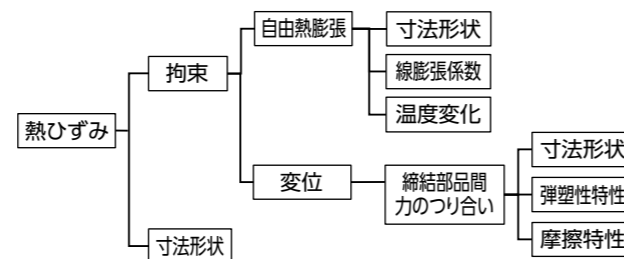 熱ひずみ
拘束
自由熱膨張
寸法形状
線膨張係数
温度変化
変位
締結部品間
力のつり合い
寸法形状
弾塑性特性
摩擦特性
寸法形状